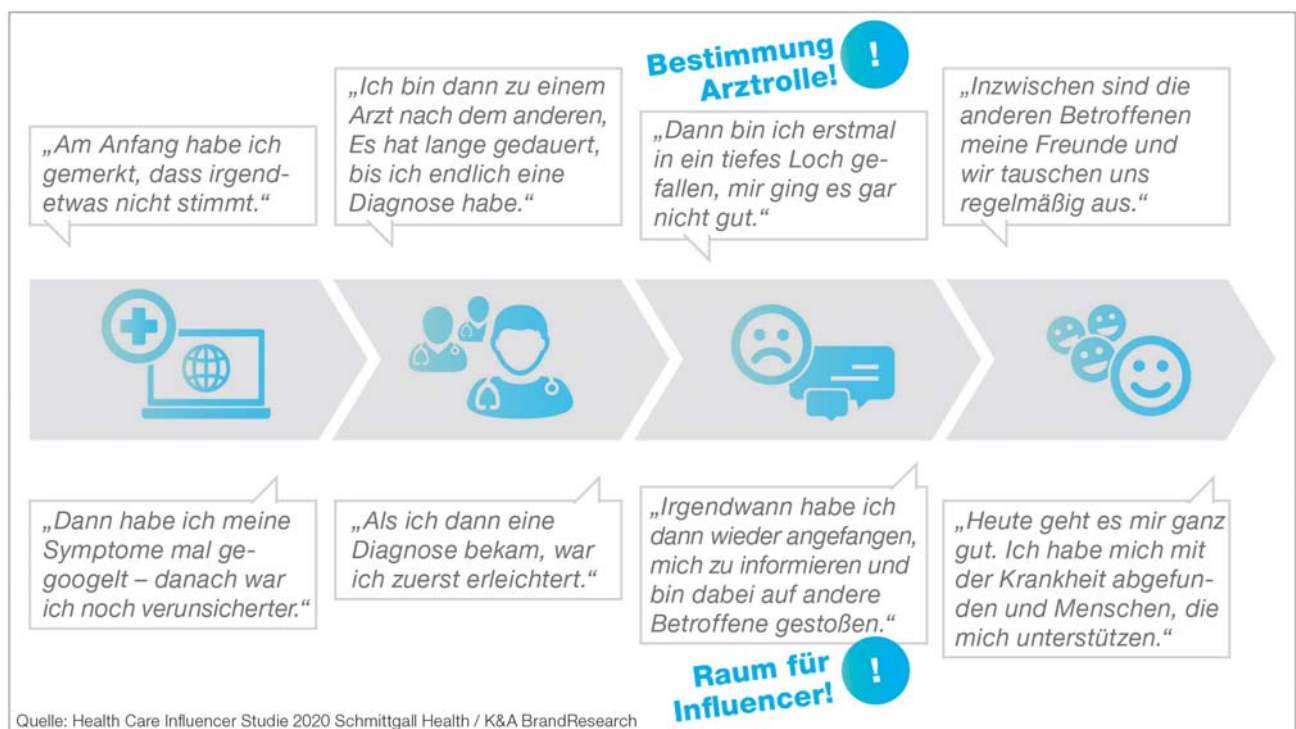 Bestimmung
Arztrolle!
!
„Am Anfang habe ich
gemerkt, dass irgend-
etwas nicht stimmt.“
„Ich bin dann zu einem
Arzt nach dem anderen,
Es hat lange gedauert,
bis ich endlich eine
Diagnose habe.“
„Dann bin ich erstmal
in ein tiefes Loch ge-
fallen, mir ging es gar
nicht gut.“
„Inzwischen sind die
anderen Betroffenen
meine Freunde und
wir tauschen uns
regelmäßig aus.“
„Dann habe ich meine
Symptome mal ge-
googelt – danach war
ich noch verunsicherter.“
„Als ich dann eine
Diagnose bekam, war
ich zuerst erleichtert.“
„Irgendwann habe ich
dann wieder angefangen,
mich zu informieren und
bin dabei auf andere
Betroffene gestoßen.“
„Heute geht es mir ganz
gut. Ich habe mich mit
der Krankheit abgefun-
den und Menschen, die
mich unterstützen.“
Raum für
Influencer!
!
Quelle: Health Care Influencer Studie 2020 Schmittgall Health / K&A BrandResearch